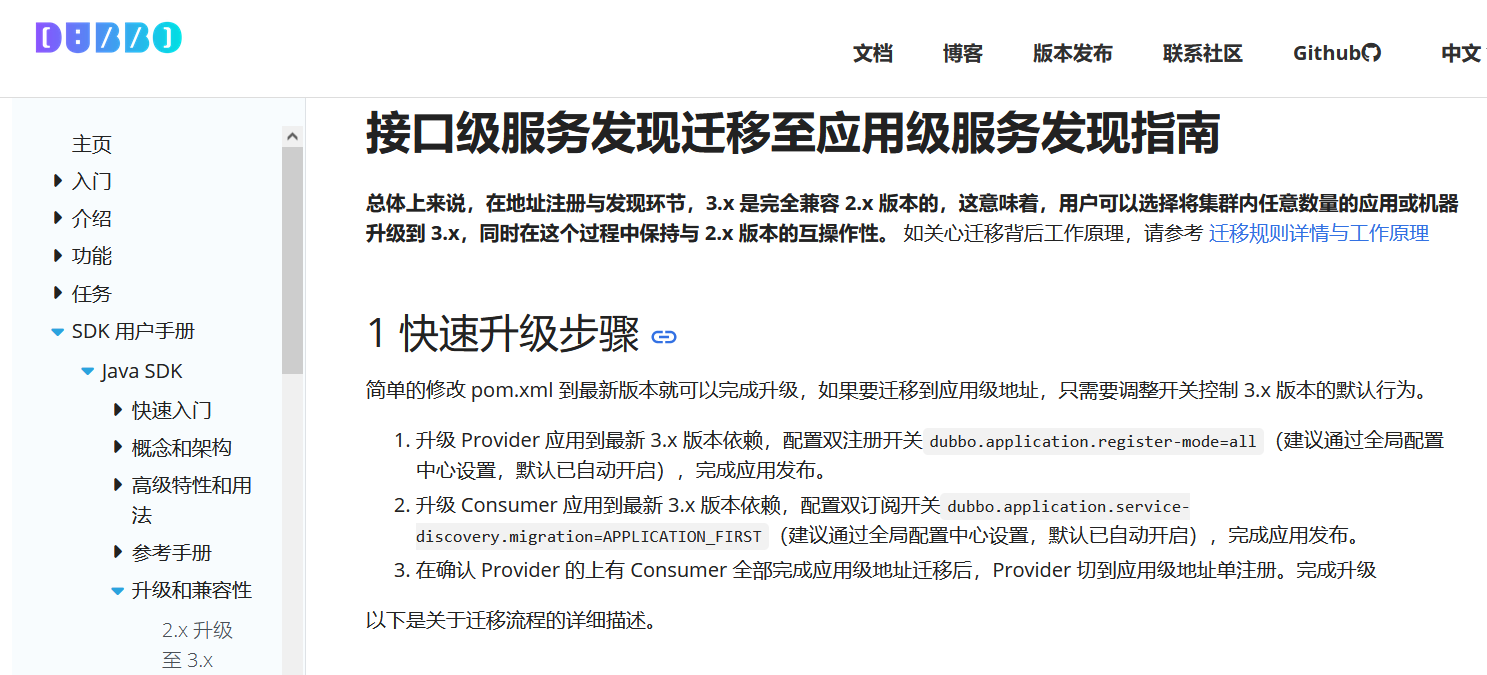 DUBBO
文档 博客 版本发布 联系社区 Github 中文
主页
入门
介绍
功能
任务
SDK 用户手册
Java SDK
快速入门
概念和架构
高级特性和用
法
参考手册
升级和兼容性
2.x 升级
至 3.x
接口级服务发现迁移至应用级服务发现指南
总体上来说，在地址注册与发现环节，3.x 是完全兼容 2.x 版本的，这意味着，用户可以选择将集群内任意数量的应用或机器
升级到 3.x，同时在这个过程中保持与 2.x 版本的互操作性。 如关心迁移背后工作原理，请参考 迁移规则详情与工作原理
1 快速升级步骤
简单的修改 pom.xml 到最新版本就可以完成升级，如果要迁移到应用级地址，只需要调整开关控制 3.x 版本的默认行为。
1. 升级 Provider 应用到最新 3.x 版本依赖，配置双注册开关 dubbo.application.register-mode=all （建议通过全局配置
中心设置，默认已自动开启），完成应用发布。
2. 升级 Consumer 应用到最新 3.x 版本依赖，配置双订阅开关 dubbo.application.service-
discovery.migration=APPLICATION_FIRST （建议通过全局配置中心设置，默认已自动开启），完成应用发布。
3. 在确认 Provider 的上有 Consumer 全部完成应用级地址迁移后，Provider 切到应用级地址单注册。完成升级
以下是关于迁移流程的详细描述。